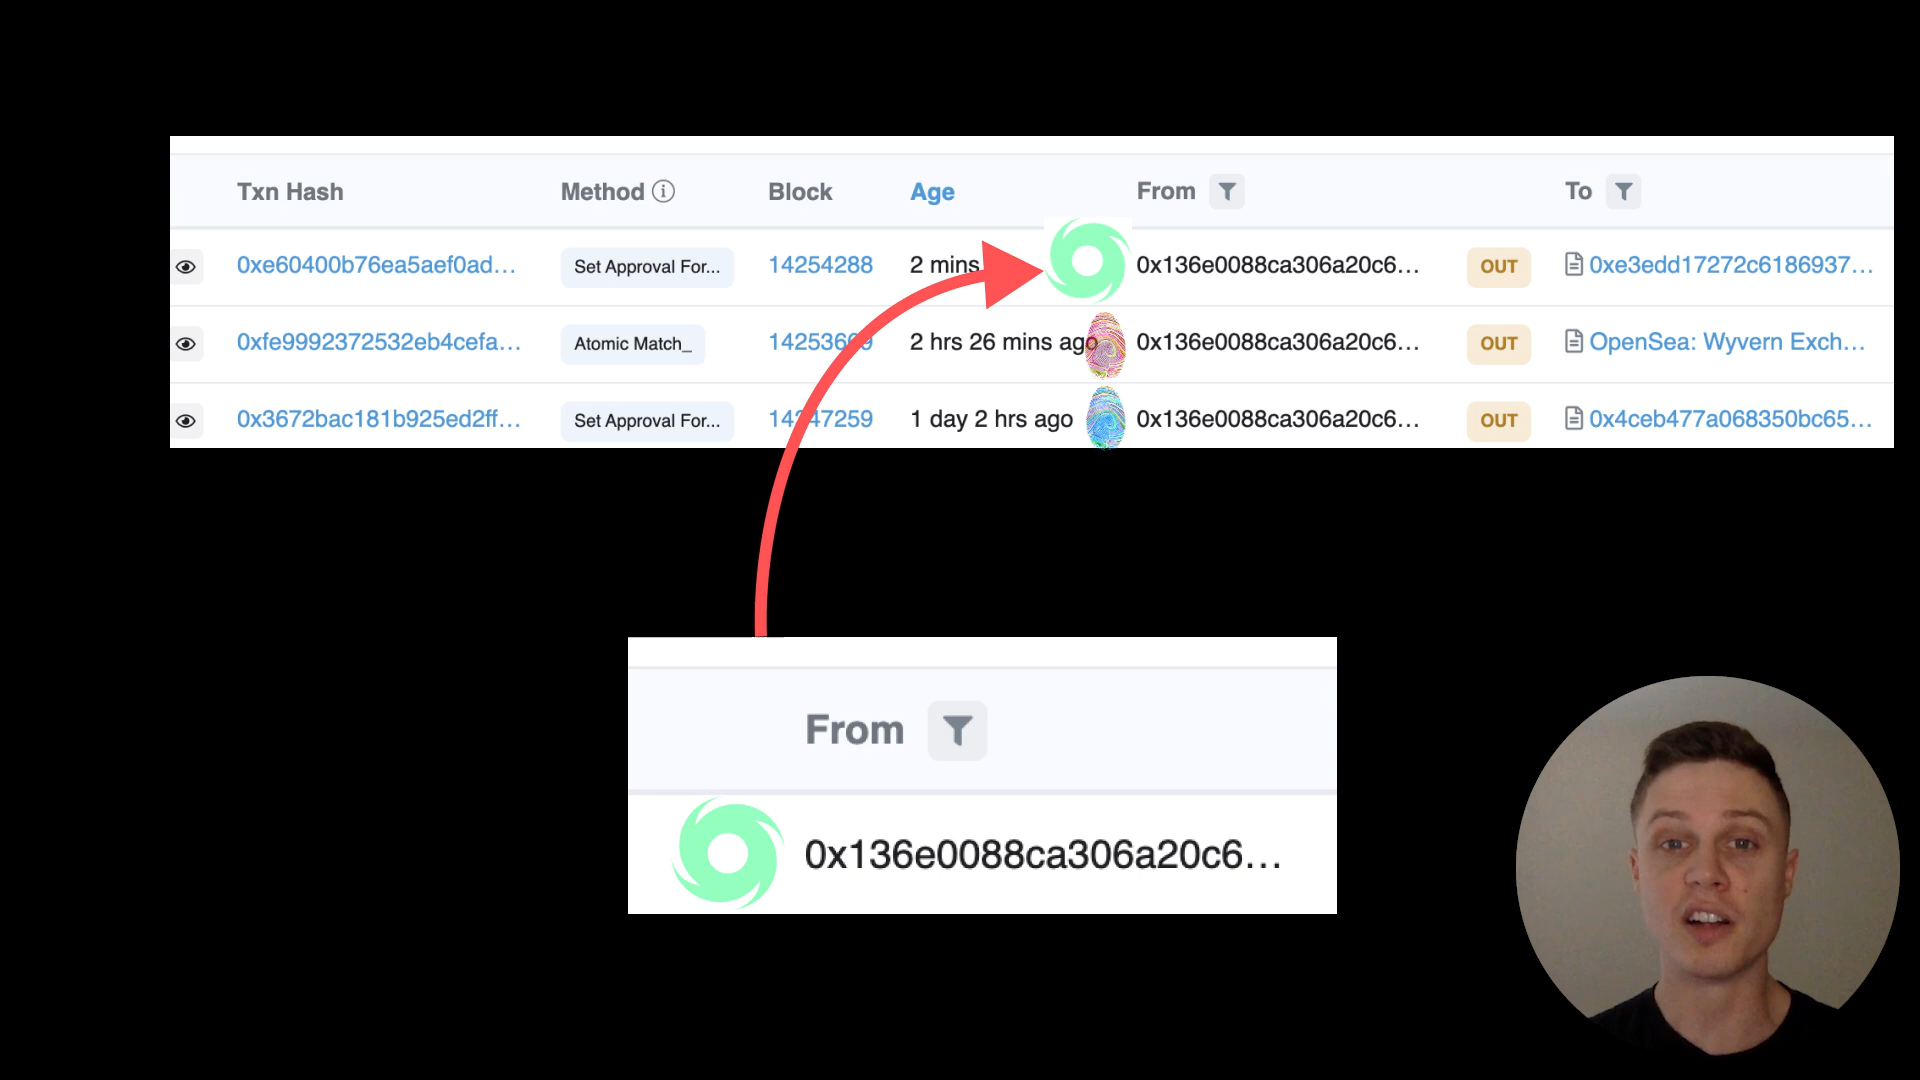 Txn Hash Method Block Age From To
0xe60400b76ea5aef0ad... Set Approval For... 14254288 2 mins 0x136e0088ca306a20c6... OUT 0xe3edd17272c6186937...
0xfe9992372532eb4cefa... Atomic Match_ 14253669 2 hrs 26 mins ago 0x136e0088ca306a20c6... OUT OpenSea: Wyvern Exch...
0x3672bac181b925ed2ff... Set Approval For... 14247259 1 day 2 hrs ago 0x136e0088ca306a20c6... OUT 0x4ceb477a068350bc65...
From
0x136e0088ca306a20c6...